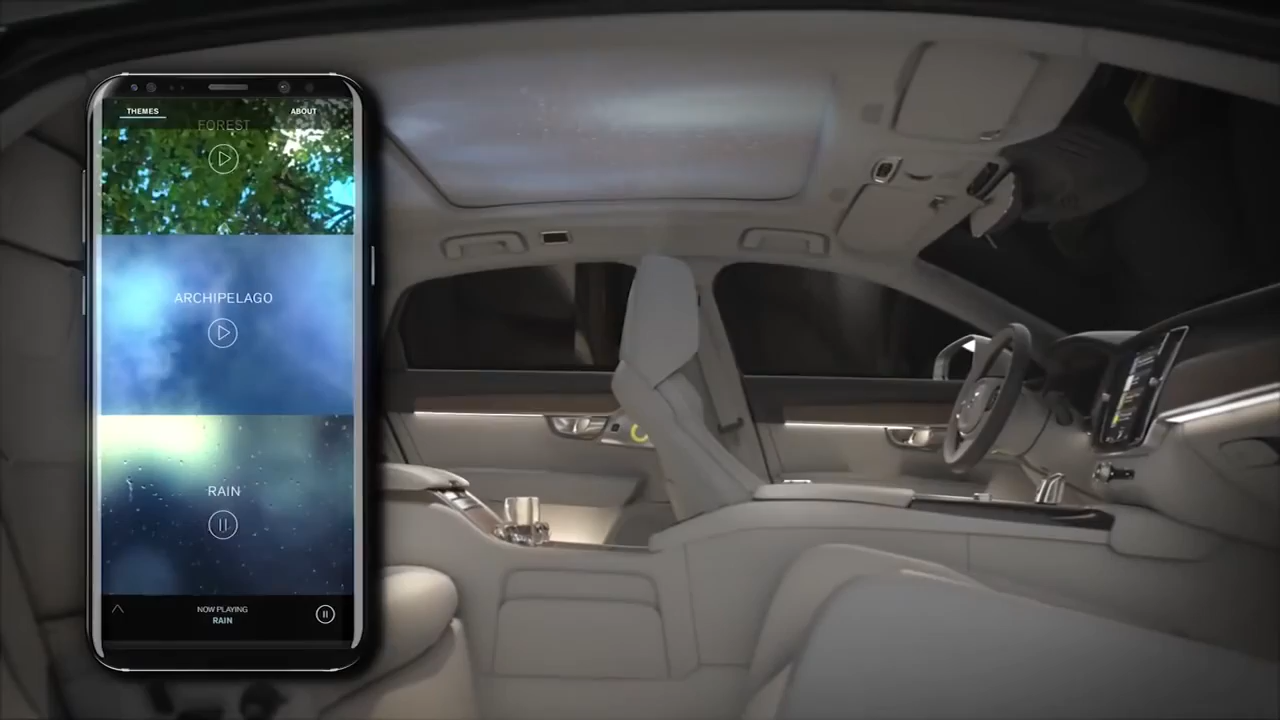 THEMES ABOUT
FOREST
ARCHIPELAGO
RAIN
NOW PLAYING
RAIN